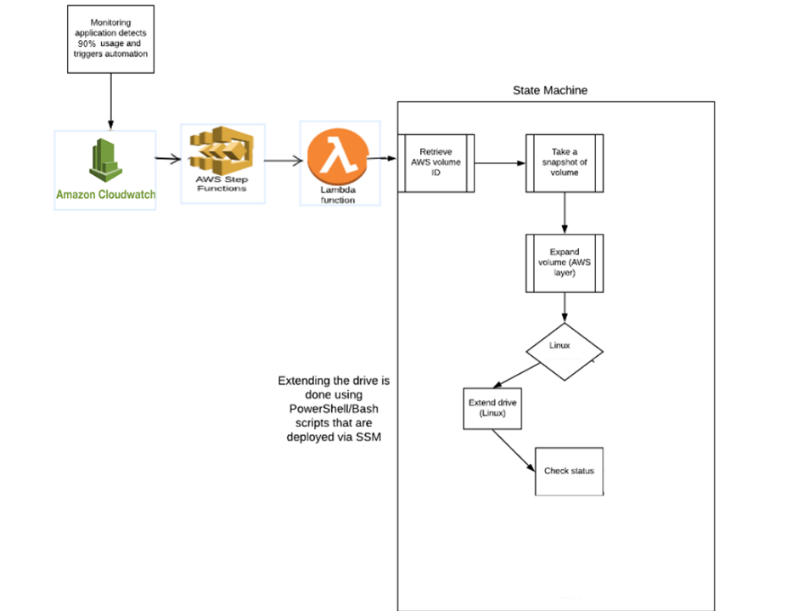 Monitoring
application detects
90% usage and
triggers automation
State Machine
Amazon Cloudwatch
AWS Step
Functions
Lambda
function
Retrieve
AWS volume
ID
Take a
snapshot of
volume
Expand
volume (AWS
layer)
Linux
Extending the drive is
done using
PowerShell/Bash
scripts that are
deployed via SSM
Extend drive
(Linux)
Check status